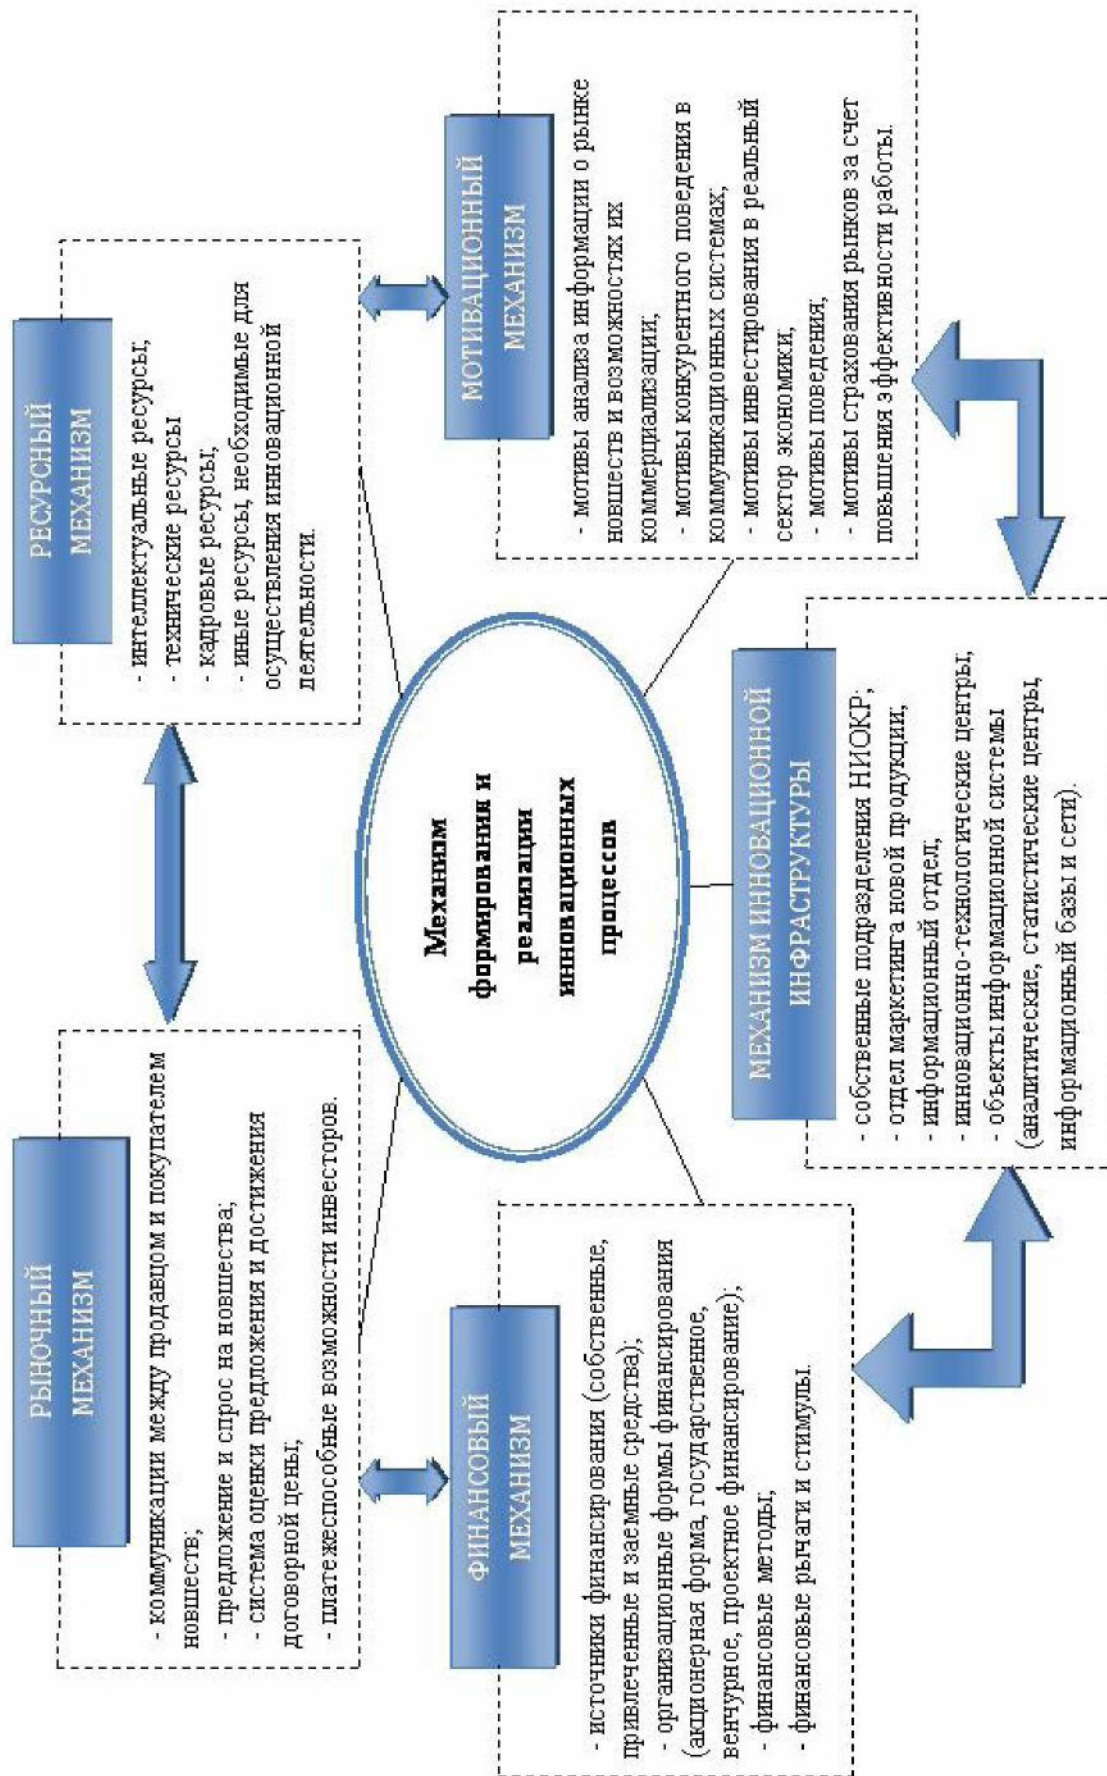 РЫНОЧНЫЙ
МЕХАНИЗМ
- коммуникации между продавцом и покупателем
новшеств;
- предложение и спрос на новшества;
- система оценки предложения и достижения
договорной цены;
- платежеспособные возможности инвесторов.
РЕСУРСНЫЙ
МЕХАНИЗМ
- интеллектуальные ресурсы;
- технические ресурсы
- кадровые ресурсы;
- иные ресурсы, необходимые для
осуществления инновационной
деятельности.
Механизм
формирования и
реализации
инновационных
процессов
ФИНАНСОВЫЙ
МЕХАНИЗМ
- источники финансирования (собственные,
привлеченные и заемные средства);
- организационные формы финансирования
(акционерная форма, государственное,
венчурное, проектное финансирование);
- финансовые методы;
- финансовые рычаги и стимулы.
МОТИВАЦИОННЫЙ
МЕХАНИЗМ
- мотивы анализа информации о рынке
новшеств и возможностях их
коммерциализации;
- мотивы конкурентного поведения в
коммуникационных системах;
- мотивы инвестирования в реальный
сектор экономики;
- мотивы поведения;
- мотивы страхования рынков за счет
повышения эффективности работы.
МЕХАНИЗМ ИННОВАЦИОННОЙ
ИНФРАСТРУКТУРЫ
- собственные подразделения НИОКР;
- отдел маркетинга новой продукции;
- информационный отдел;
- инновационно-технологические центры;
- объекты информационной системы
(аналитические, статистические центры,
информационный базы и сети).